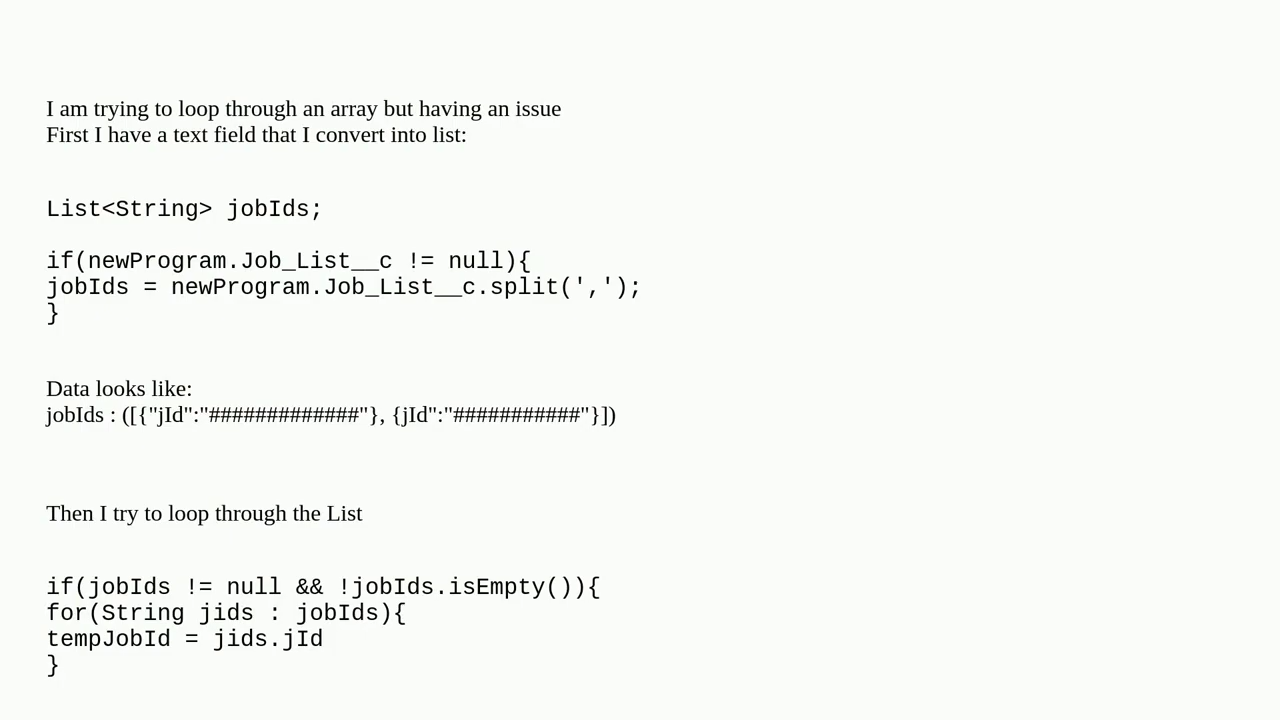 I am trying to loop through an array but having an issue
First I have a text field that I convert into list:
List<String> jobIds;
if(newProgram.Job_List__c != null){
jobIds = newProgram.Job_List__c.split(',');
}
Data looks like:
jobIds : ([{"jId":"#############"}, {jId":"###########"}])
Then I try to loop through the List
if(jobIds != null && !jobIds.isEmpty()){
for(String jids : jobIds){
tempJobId = jids.jId
}